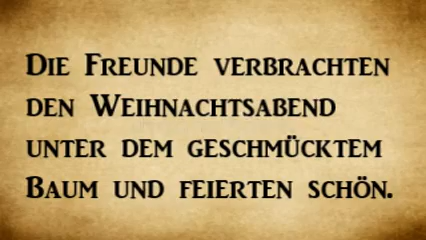 Die Freunde verbrachten
den Weihnachtsabend
unter dem geschmücktem
Baum und feierten schön.